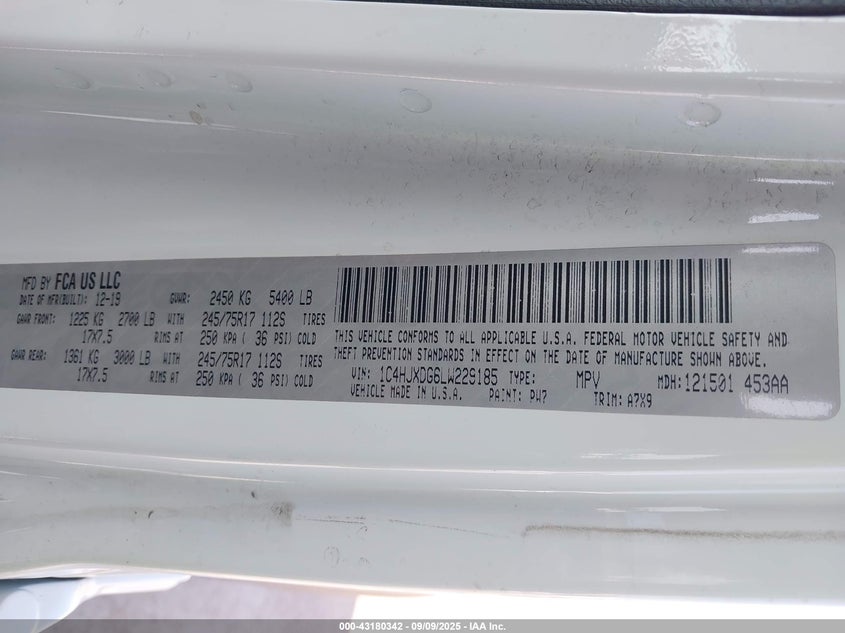 MFD BY FCA US LLC
DATE OF MFR(BUILT): 12-19 GVWR: 2450 KG 5400 LB
GAWR FRONT: 1225 KG 2700 LB WITH 245/75R17 112S TIRES
17X7.5 RIMS AT 250 KPA ( 36 PSI) COLD
GAWR REAR: 1361 KG 3000 LB WITH 245/75R17 112S TIRES
17X7.5 RIMS AT 250 KPA ( 36 PSI) COLD
THIS VEHICLE CONFORMS TO ALL APPLICABLE U.S.A. FEDERAL MOTOR VEHICLE SAFETY AND
THEFT PREVENTION STANDARDS IN EFFECT ON THE DATE OF MANUFACTURE SHOWN ABOVE.
VIN: 1C4HJXDG6LW229185 TYPE: MPV MDH: 121501 453AA
VEHICLE MADE IN U.S.A. PAINT: PW7 TRIM: A7X9
000-43180342 - 09/09/2025 - IAA Inc.